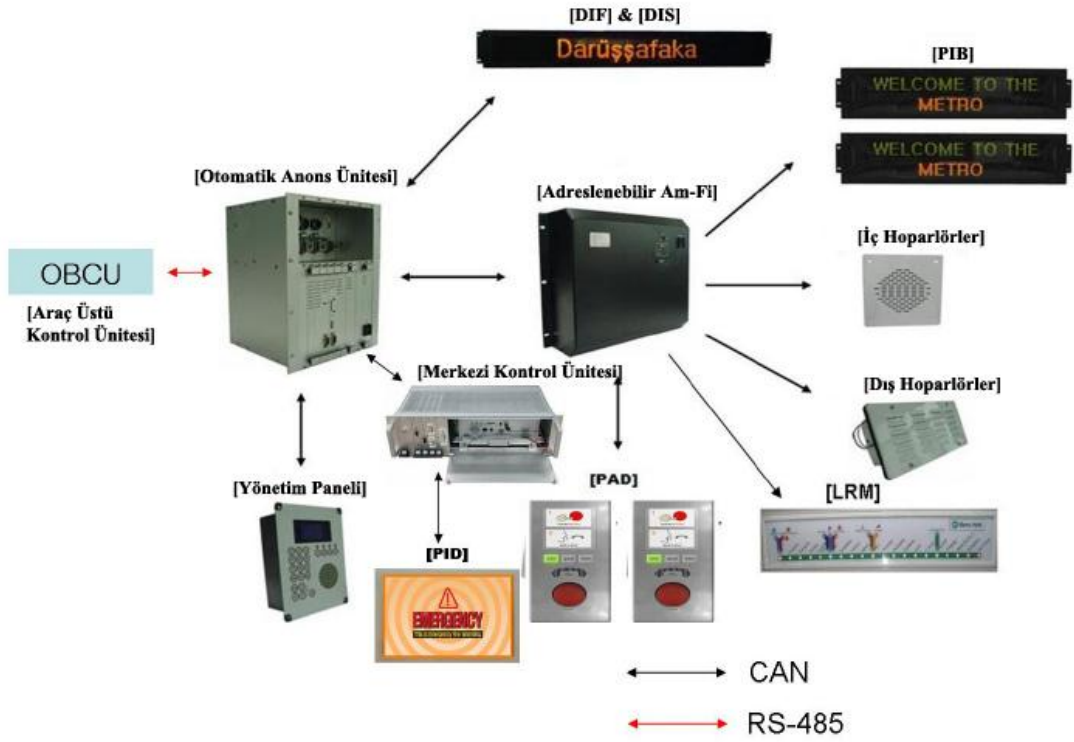 [DIF] & [DIS]
Darüşşafaka
[PIB]
WELCOME TO THE
METRO
WELCOME TO THE
METRO
[Otomatik Anons Ünitesi]
[Adreslenebilir Am-Fi]
[İç Hoparlörler]
OBCU
[Araç Üstü
Kontrol Ünitesi]
[Merkezi Kontrol Ünitesi]
[Dış Hoparlörler]
[Yönetim Paneli]
[PAD]
[LRM]
[PID]
EMERGENCY
CAN
RS-485